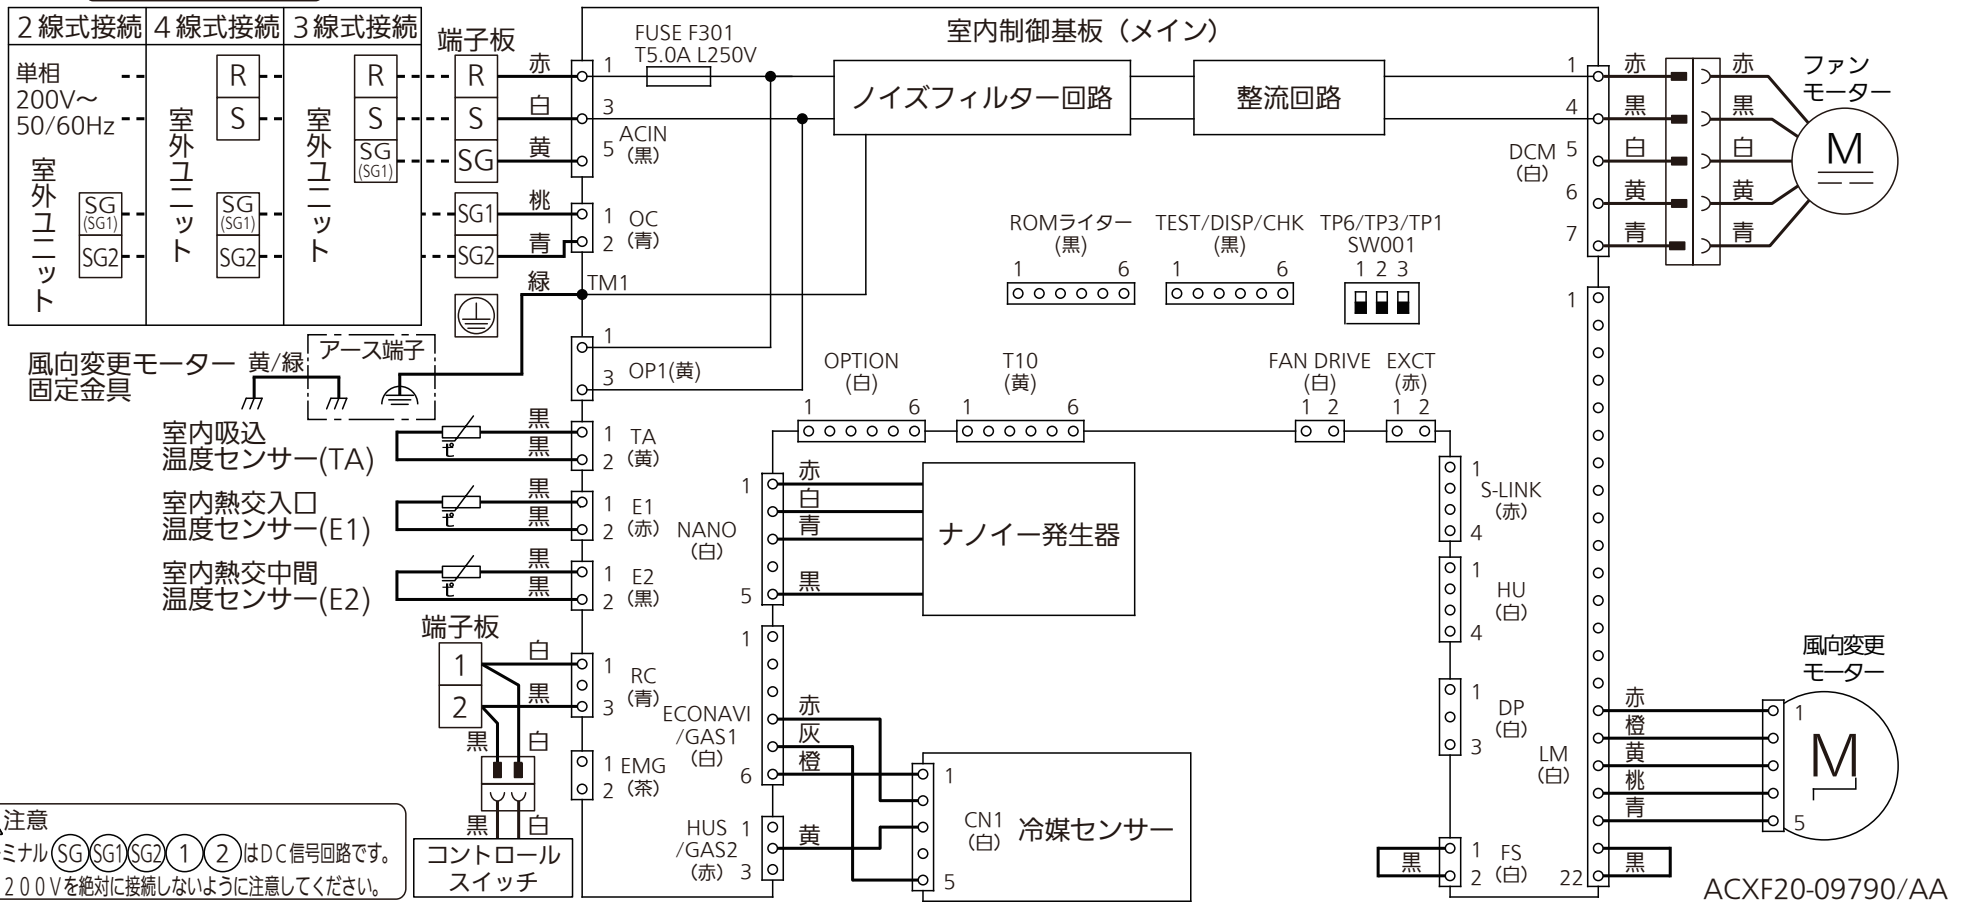 2線式接続 4線式接続 3線式接続
単相
200V～
50/60Hz
室外ユニット
SG
(SG1)
SG2
R
S
室外ユニット
SG
(SG1)
SG2
R
S
SG
(SG1)
室外ユニット
端子板
R 赤 1
S 白 3
SG 黄 5
ACIN
(黒)
SG1 桃 1
SG2 青 2
OC
(青)
緑 TM1
FUSE F301
T5.0A L250V
室内制御基板（メイン）
ノイズフィルター回路
整流回路
1 赤 赤
4 黒 黒
5 白 白
6 黄 黄
7 青 青
DCM
(白)
ファン
モーター
M
ROMライター
(黒)
1 6
TEST/DISP/CHK
(黒)
1 6
TP6/TP3/TP1
SW001
1 2 3
風向変更モーター 黄/緑
固定金具
アース端子
1
3 OP1(黄)
OPTION
(白)
1 6
T10
(黄)
1 6
FAN DRIVE
(白)
1 2
EXCT
(赤)
1 2
室内吸込
温度センサー(TA)
t°
黒 1 TA
黒 2 (黄)
室内熱交入口
温度センサー(E1)
t°
黒 1 E1
黒 2 (赤)
室内熱交中間
温度センサー(E2)
t°
黒 1 E2
黒 2 (黒)
NANO
(白)
1 赤
白
青
5 黒
ナノイー発生器
1 S-LINK
(赤)
4
1
HU
(白)
4
1
DP
(白)
3
端子板
1 白 1
2 黒 3
RC
(青)
黒 白
1 EMG
2 (茶)
黒 白
コントロール
スイッチ
1
ECONAVI
/GAS1
(白)
6
赤
灰
橙
HUS 1
/GAS2
(赤) 3
黄
1
CN1
(白)
5
冷媒センサー
1
LM
(白)
22
赤
橙
黄
桃
青
黒
1
5
風向変更
モーター
M
黒 1 FS
2 (白)
注意
ミナル SG SG1 SG2 1 2 はDC信号回路です。
200Vを絶対に接続しないように注意してください。
ACXF20-09790/AA